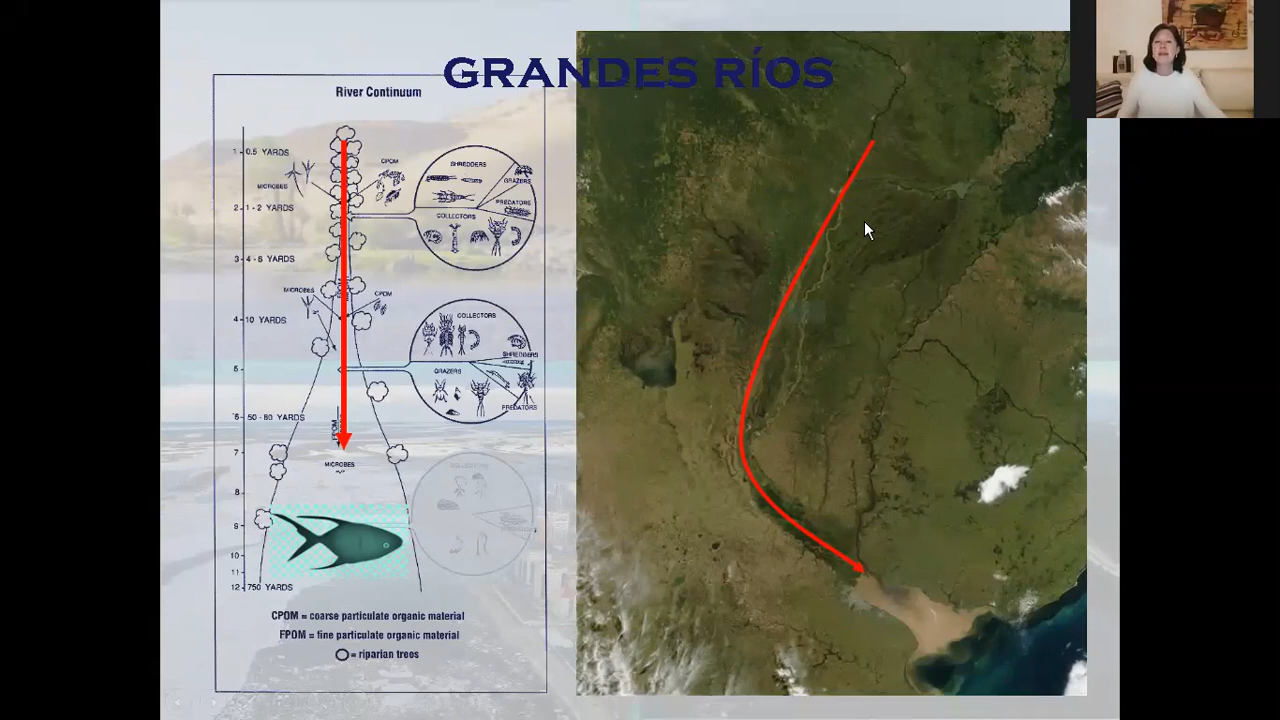 GRANDES RÍOS
River Continuum
1 - 0.5 YARDS
MICROBES
CPOM
SHREDDERS
GRAZERS
PREDATORS
COLLECTORS
2 - 1 - 2 YARDS
3 - 4 - 6 YARDS
MICROBES
CPOM
4 - 10 YARDS
COLLECTORS
SHREDDERS
GRAZERS
PREDATORS
5
6 - 50 - 80 YARDS
FPOM
7
MICROBES
8
9
10
11
12 - 750 YARDS
CPOM = coarse particulate organic material
FPOM = fine particulate organic material
= riparian trees